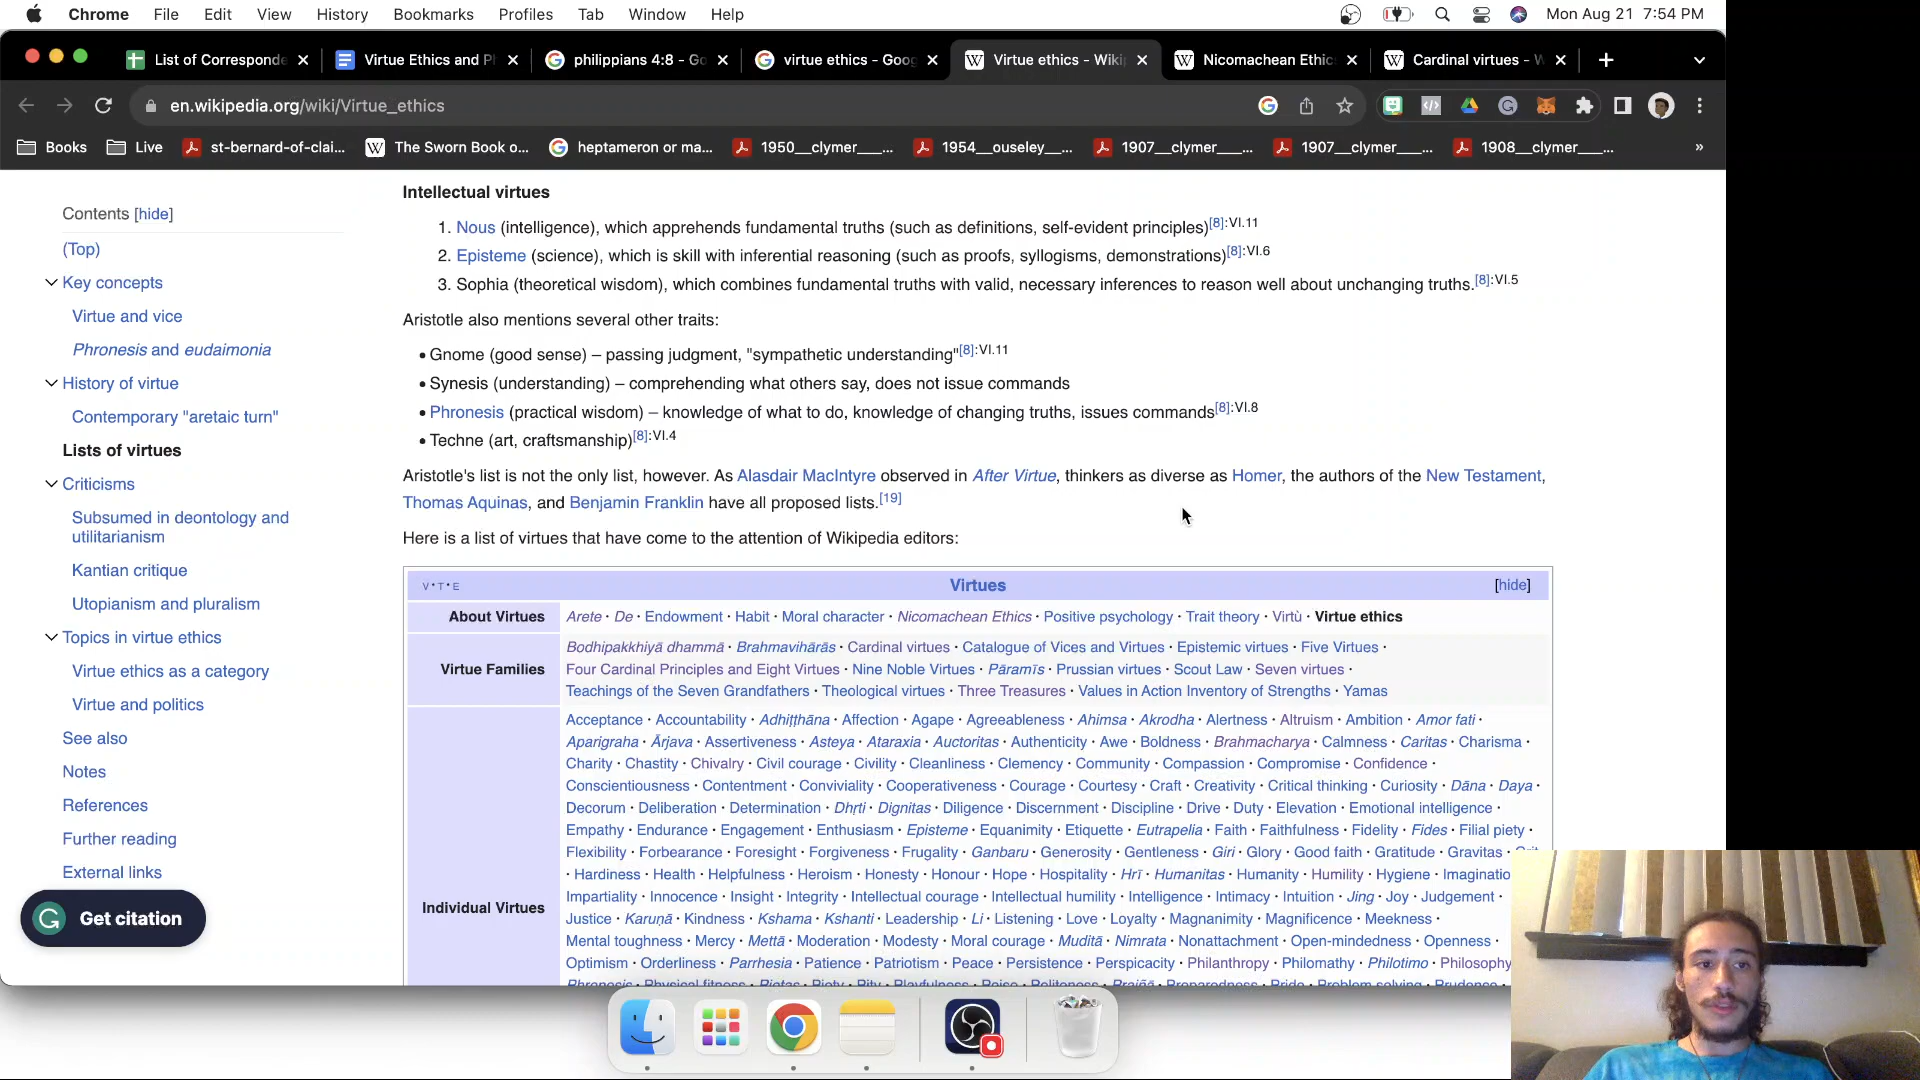 Chrome File Edit View History Bookmarks Profiles Tab Window Help Mon Aug 21 7:54 PM
List of Corresponde Virtue Ethics and P philippians 4:8 - Go virtue ethics - Goog Virtue ethics - Wiki Nicomachean Ethic Cardinal virtues - W
en.wikipedia.org/wiki/Virtue_ethics
Books Live st-bernard-of-clai... The Sworn Book o... heptameron or ma... 1950__clymer___... 1954__ouseley__... 1907__clymer___... 1907__clymer___... 1908__clymer___... »
Contents [hide]
(Top)
Key concepts
Virtue and vice
Phronesis and eudaimonia
History of virtue
Contemporary "aretaic turn"
Lists of virtues
Criticisms
Subsumed in deontology and
utilitarianism
Kantian critique
Utopianism and pluralism
Topics in virtue ethics
Virtue ethics as a category
Virtue and politics
See also
Notes
References
Further reading
External links
Get citation
Intellectual virtues
1. Nous (intelligence), which apprehends fundamental truths (such as definitions, self-evident principles)[8]:VI.11
2. Episteme (science), which is skill with inferential reasoning (such as proofs, syllogisms, demonstrations)[8]:VI.6
3. Sophia (theoretical wisdom), which combines fundamental truths with valid, necessary inferences to reason well about unchanging truths.[8]:VI.5
Aristotle also mentions several other traits:
• Gnome (good sense) – passing judgment, "sympathetic understanding"[8]:VI.11
• Synesis (understanding) – comprehending what others say, does not issue commands
• Phronesis (practical wisdom) – knowledge of what to do, knowledge of changing truths, issues commands[8]:VI.8
• Techne (art, craftsmanship)[8]:VI.4
Aristotle's list is not the only list, however. As Alasdair MacIntyre observed in After Virtue, thinkers as diverse as Homer, the authors of the New Testament,
Thomas Aquinas, and Benjamin Franklin have all proposed lists.[19]
Here is a list of virtues that have come to the attention of Wikipedia editors:
V·T·E Virtues [hide]
About Virtues Arete · De · Endowment · Habit · Moral character · Nicomachean Ethics · Positive psychology · Trait theory · Virtù · Virtue ethics
Bodhipakkhiyā dhammā · Brahmavihārās · Cardinal virtues · Catalogue of Vices and Virtues · Epistemic virtues · Five Virtues ·
Virtue Families Four Cardinal Principles and Eight Virtues · Nine Noble Virtues · Pāramīs · Prussian virtues · Scout Law · Seven virtues ·
Teachings of the Seven Grandfathers · Theological virtues · Three Treasures · Values in Action Inventory of Strengths · Yamas
Acceptance · Accountability · Adhiṭṭhāna · Affection · Agape · Agreeableness · Ahimsa · Akrodha · Alertness · Altruism · Ambition · Amor fati ·
Aparigraha · Ārjava · Assertiveness · Asteya · Ataraxia · Auctoritas · Authenticity · Awe · Boldness · Brahmacharya · Calmness · Caritas · Charisma ·
Charity · Chastity · Chivalry · Civil courage · Civility · Cleanliness · Clemency · Community · Compassion · Compromise · Confidence ·
Conscientiousness · Contentment · Conviviality · Cooperativeness · Courage · Courtesy · Craft · Creativity · Critical thinking · Curiosity · Dāna · Daya ·
Decorum · Deliberation · Determination · Dhṛti · Dignitas · Diligence · Discernment · Discipline · Drive · Duty · Elevation · Emotional intelligence ·
Empathy · Endurance · Engagement · Enthusiasm · Episteme · Equanimity · Etiquette · Eutrapelia · Faith · Faithfulness · Fidelity · Fides · Filial piety ·
Flexibility · Forbearance · Foresight · Forgiveness · Frugality · Ganbaru · Generosity · Gentleness · Giri · Glory · Good faith · Gratitude · Gravitas ·
· Hardiness · Health · Helpfulness · Heroism · Honesty · Honour · Hope · Hospitality · Hrī · Humanitas · Humanity · Humility · Hygiene · Imaginatio
Impartiality · Innocence · Insight · Integrity · Intellectual courage · Intellectual humility · Intelligence · Intimacy · Intuition · Jing · Joy · Judgement ·
Individual Virtues
Justice · Karuṇā · Kindness · Kshama · Kshanti · Leadership · Li · Listening · Love · Loyalty · Magnanimity · Magnificence · Meekness ·
Mental toughness · Mercy · Mettā · Moderation · Modesty · Moral courage · Muditā · Nimrata · Nonattachment · Open-mindedness · Openness ·
Optimism · Orderliness · Parrhesia · Patience · Patriotism · Peace · Persistence · Perspicacity · Philanthropy · Philomathy · Philotimo · Philosophy
Phronesis · Physical fitness · Pietas · Piety · Pity · Playfulness · Poise · Politeness · Prajñā · Preparedness · Pride · Problem solving · Prudence ·